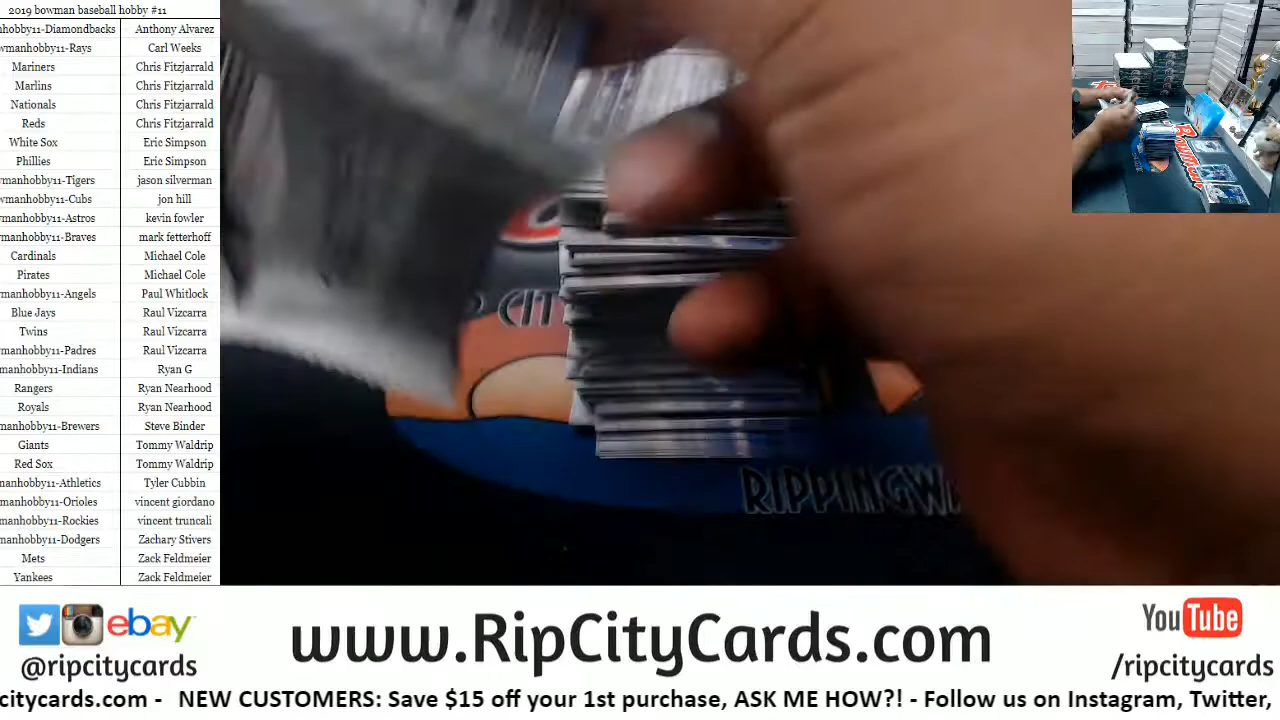 2019 bowman baseball hobby #11
hobby11-Diamondbacks Anthony Alvarez
wmanhobby11-Rays Carl Weeks
Mariners Chris Fitzjarrald
Marlins Chris Fitzjarrald
Nationals Chris Fitzjarrald
Reds Chris Fitzjarrald
White Sox Eric Simpson
Phillies Eric Simpson
wmanhobby11-Tigers jason silverman
manhobby11-Cubs jon hill
manhobby11-Astros kevin fowler
manhobby11-Braves mark fetterhoff
Cardinals Michael Cole
Pirates Michael Cole
manhobby11-Angels Paul Whitlock
Blue Jays Raul Vizcarra
Twins Raul Vizcarra
wmanhobby11-Padres Raul Vizcarra
manhobby11-Indians Ryan G
Rangers Ryan Nearhood
Royals Ryan Nearhood
manhobby11-Brewers Steve Binder
Giants Tommy Waldrip
Red Sox Tommy Waldrip
nanhobby11-Athletics Tyler Cubbin
manhobby11-Orioles vincent giordano
manhobby11-Rockies vincent truncali
manhobby11-Dodgers Zachary Stivers
Mets Zack Feldmeier
Yankees Zack Feldmeier
CIT
RIPPINGW
ebay
@ripcitycards
www.RipCityCards.com
YouTube
/ripcitycards
citycards.com - NEW CUSTOMERS: Save $15 off your 1st purchase, ASK ME HOW?! - Follow us on Instagram, Twitter,